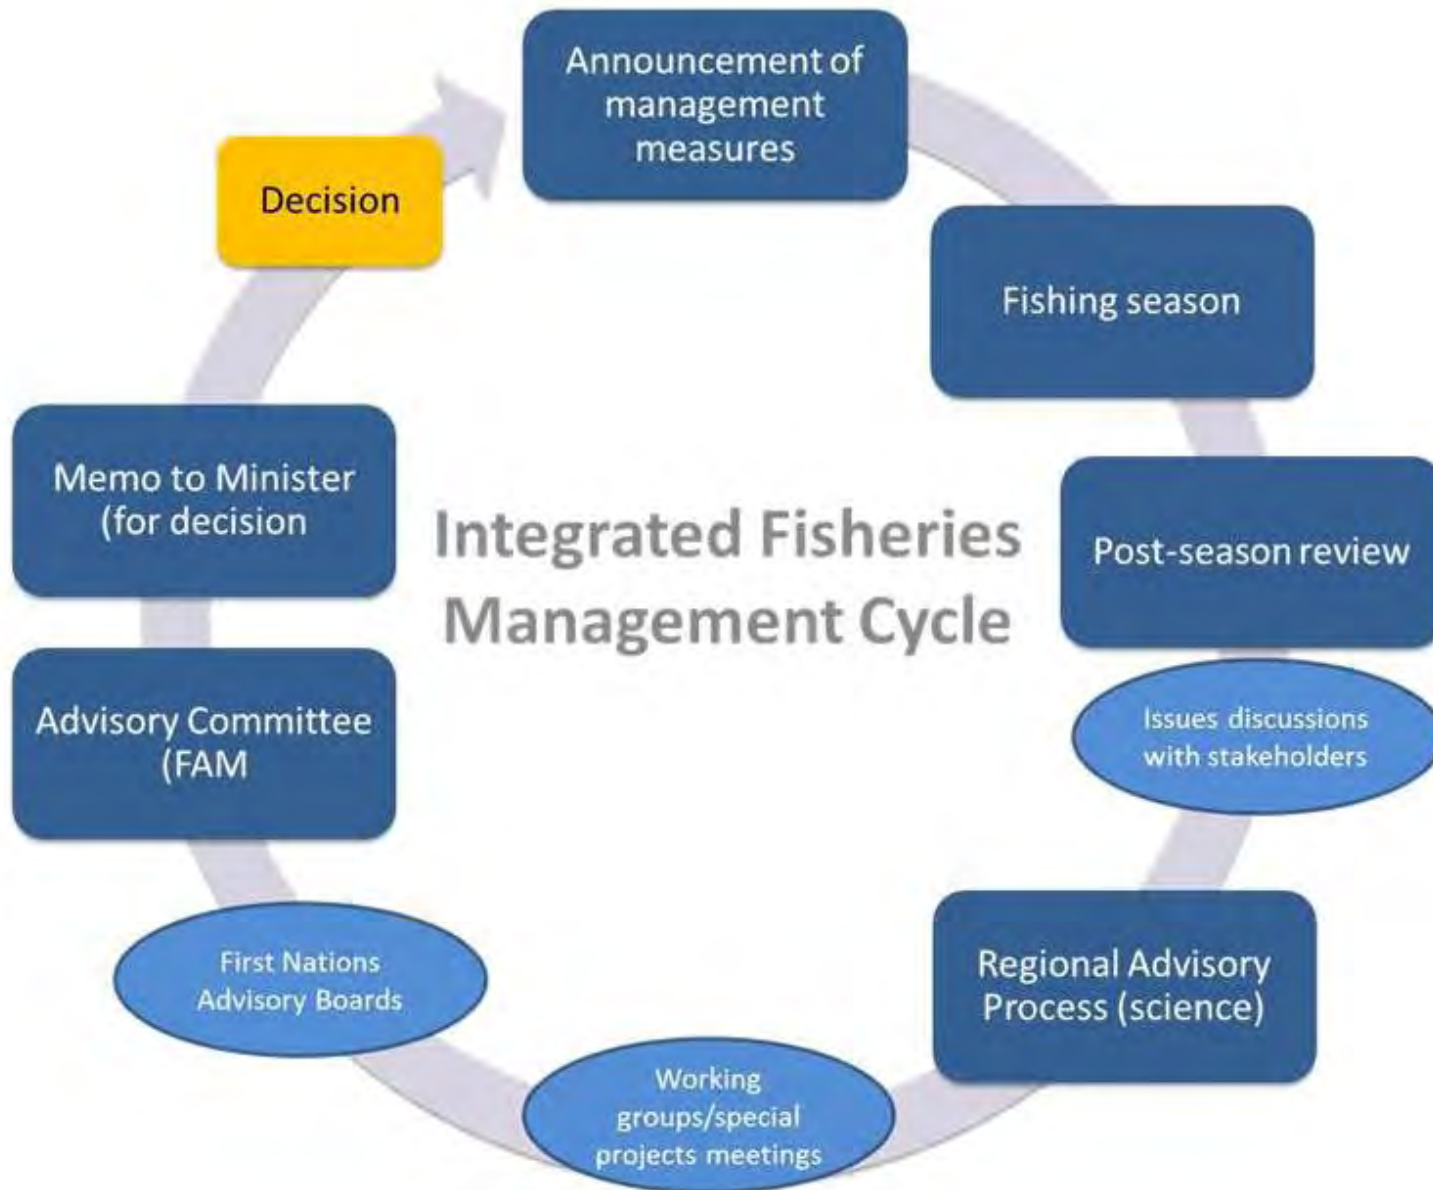 Announcement of
management
measures
Decision
Fishing season
Memo to Minister
(for decision
Integrated Fisheries
Management Cycle
Post-season review
Advisory Committee
(FAM
Issues discussions
with stakeholders
First Nations
Advisory Boards
Regional Advisory
Process (science)
Working
groups/special
projects meetings